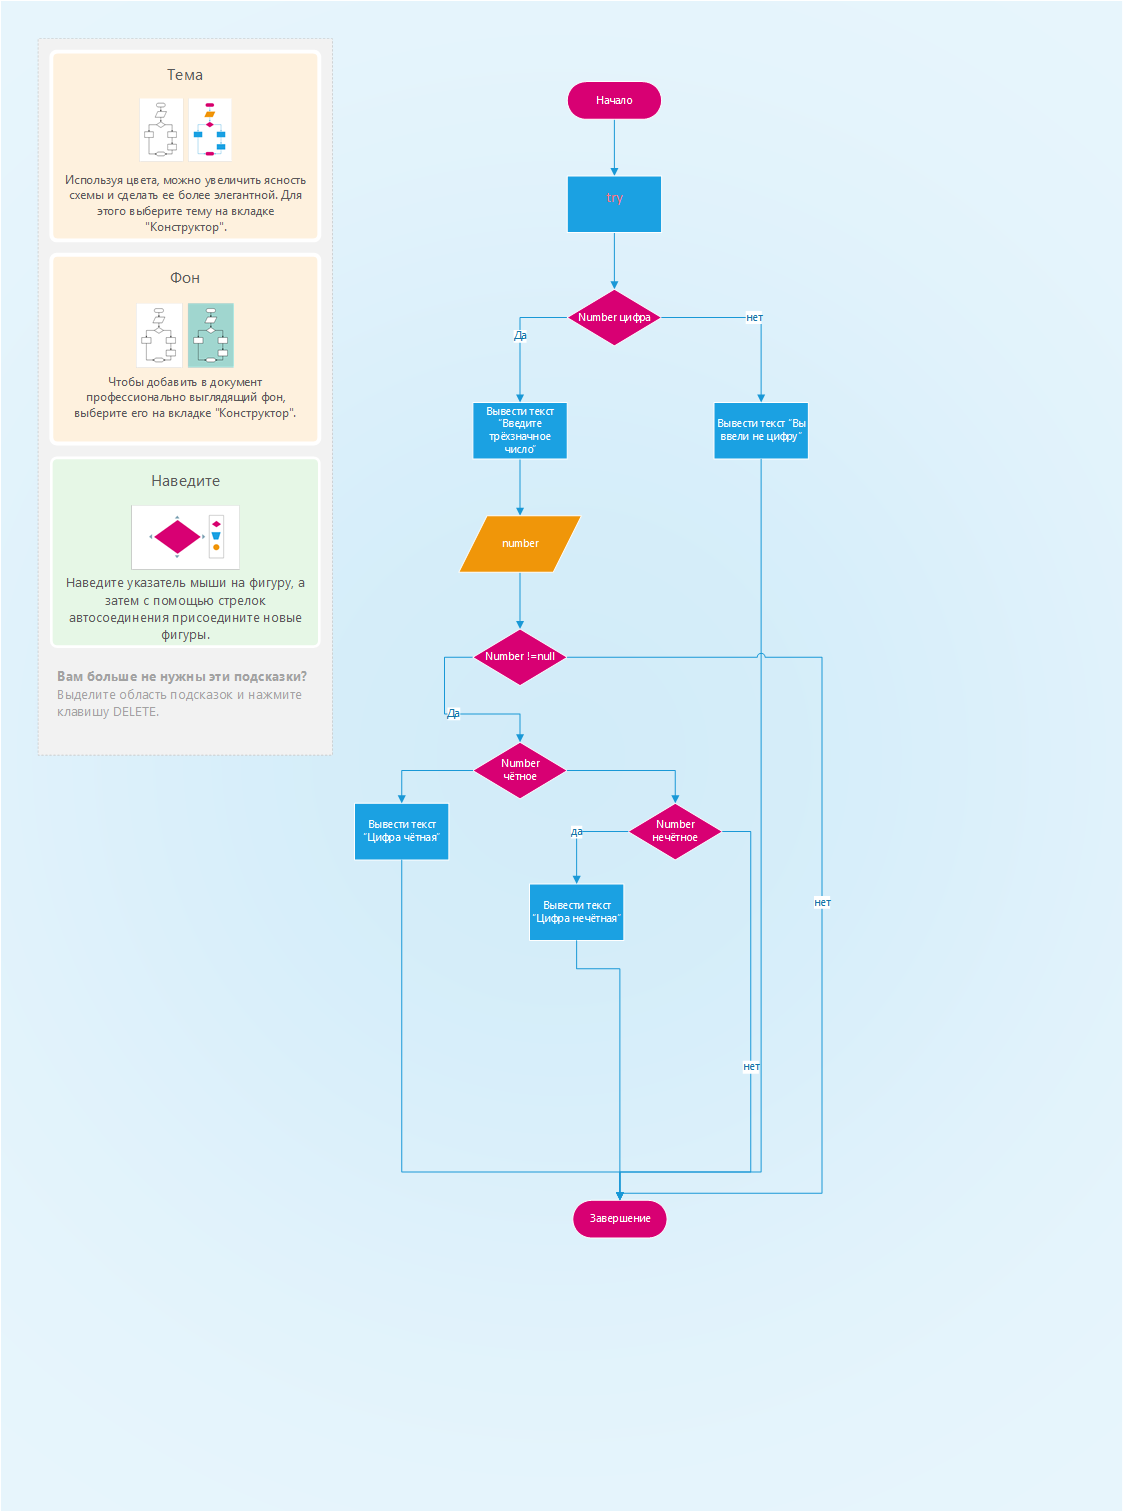 Тема
Используя цвета, можно увеличить ясность
схемы и сделать ее более элегантной. Для
этого выберите тему на вкладке
"Конструктор".
Фон
Чтобы добавить в документ
профессионально выглядящий фон,
выберите его на вкладке "Конструктор".
Наведите
Наведите указатель мыши на фигуру, а
затем с помощью стрелок
автосоединения присоедините новые
фигуры.
Вам больше не нужны эти подсказки?
Выделите область подсказок и нажмите
клавишу DELETE.
Начало
try
Number цифра
Да
нет
Вывести текст
"Введите
трёхзначное
число"
Вывести текст "Вы
ввели не цифру"
number
Number !=null
Да
Number
чётное
Вывести текст
"Цифра чётная"
Number
нечётное
да
Вывести текст
"Цифра нечётная"
нет
нет
Завершение